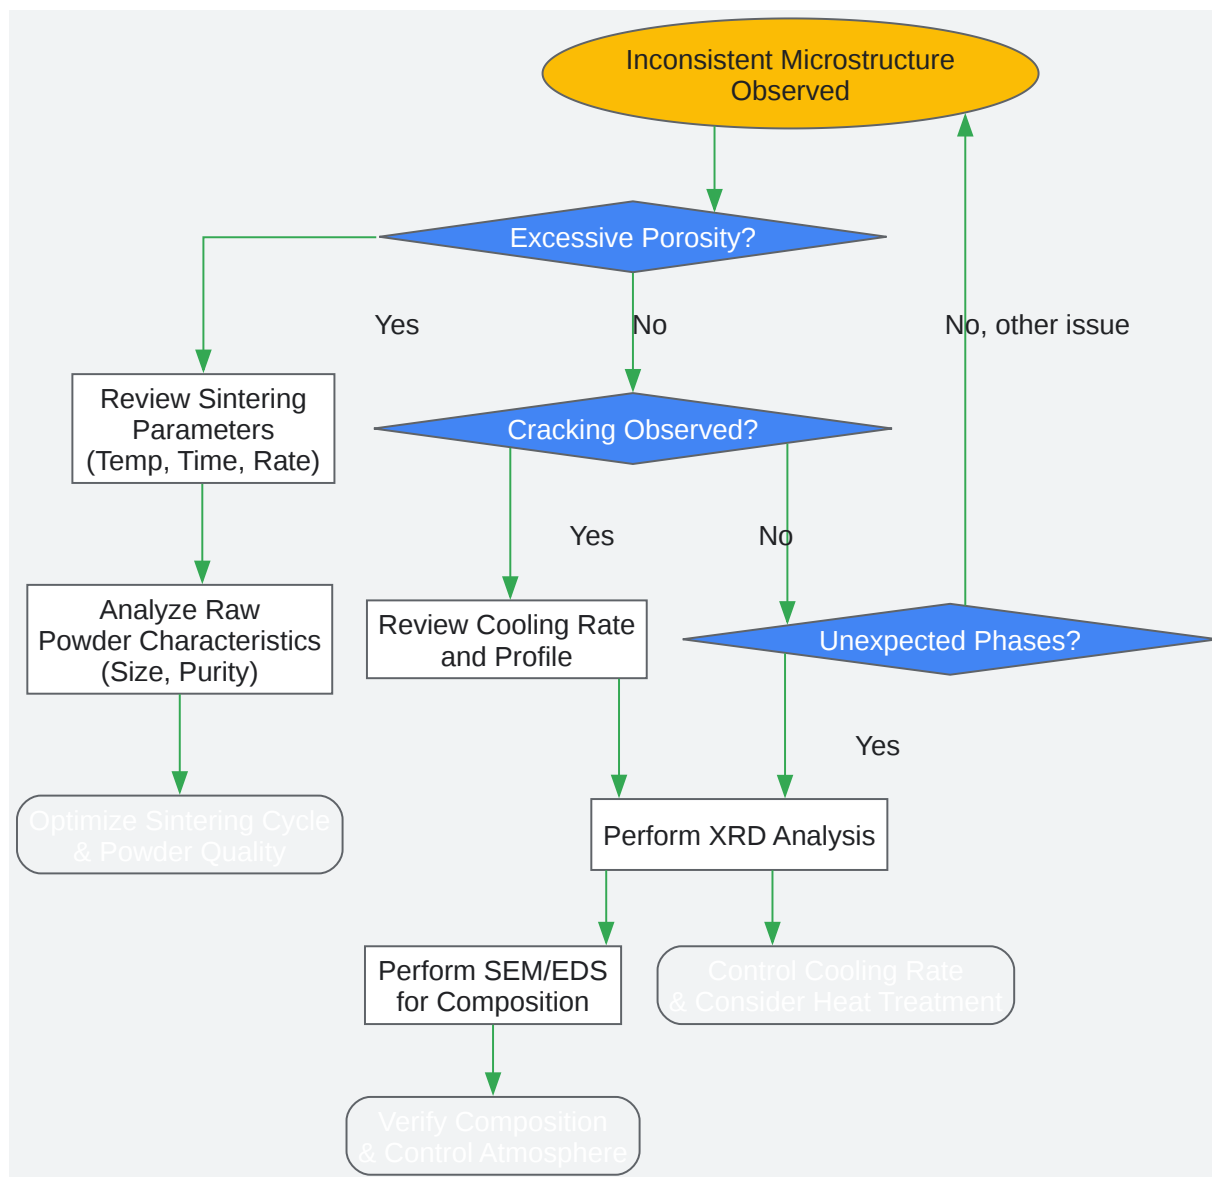 Inconsistent Microstructure
Observed
Excessive Porosity?
Yes
No
No, other issue
Review Sintering
Parameters
(Temp, Time, Rate)
Cracking Observed?
Yes
No
Analyze Raw
Powder Characteristics
(Size, Purity)
Review Cooling Rate
and Profile
Unexpected Phases?
Yes
Optimize Sintering Cycle
& Powder Quality
Perform XRD Analysis
Perform SEM/EDS
for Composition
Control Cooling Rate
& Consider Heat Treatment
Verify Composition
& Control Atmosphere